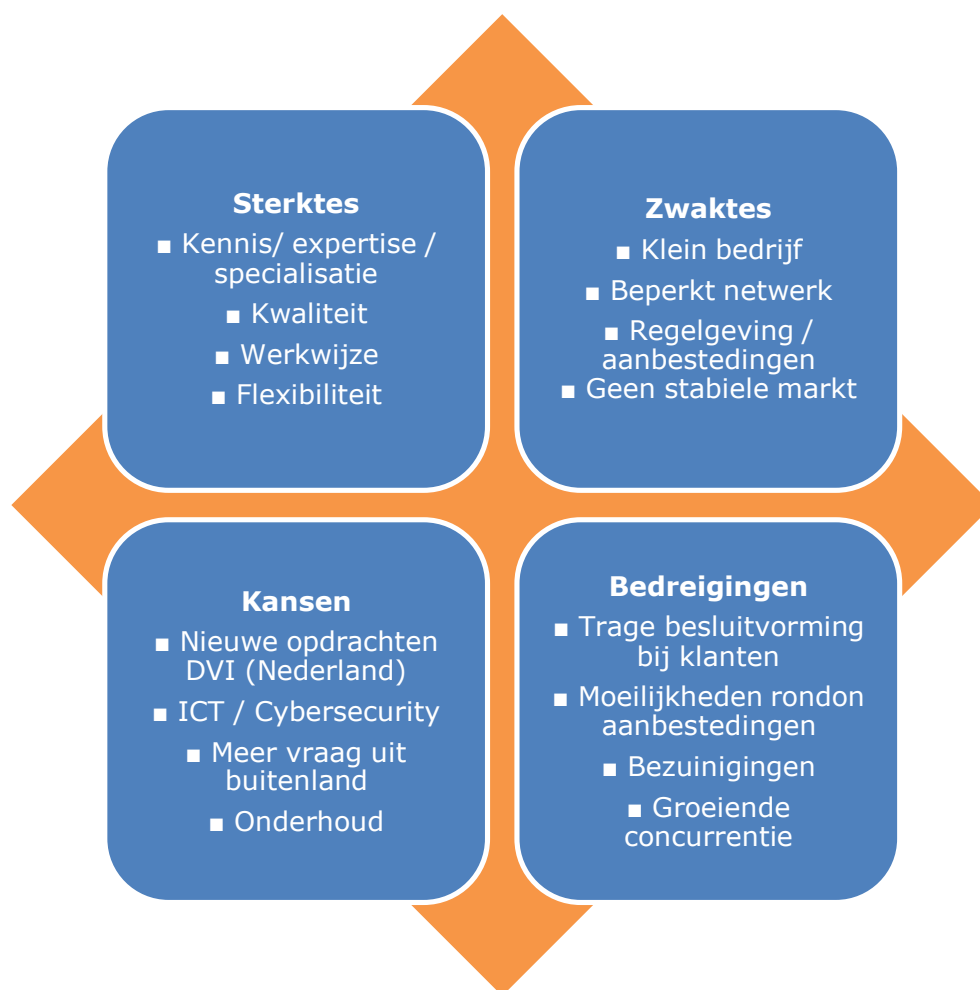 Sterktes
▪ Kennis/ expertise /
specialisatie
▪ Kwaliteit
▪ Werkwijze
▪ Flexibiliteit
Zwaktes
▪ Klein bedrijf
▪ Beperkt netwerk
▪ Regelgeving /
aanbestedingen
▪ Geen stabiele markt
Kansen
▪ Nieuwe opdrachten
DVI (Nederland)
▪ ICT / Cybersecurity
▪ Meer vraag uit
buitenland
▪ Onderhoud
Bedreigingen
▪ Trage besluitvorming
bij klanten
▪ Moeilijkheden rondon
aanbestedingen
▪ Bezuinigingen
▪ Groeiende
concurrentie